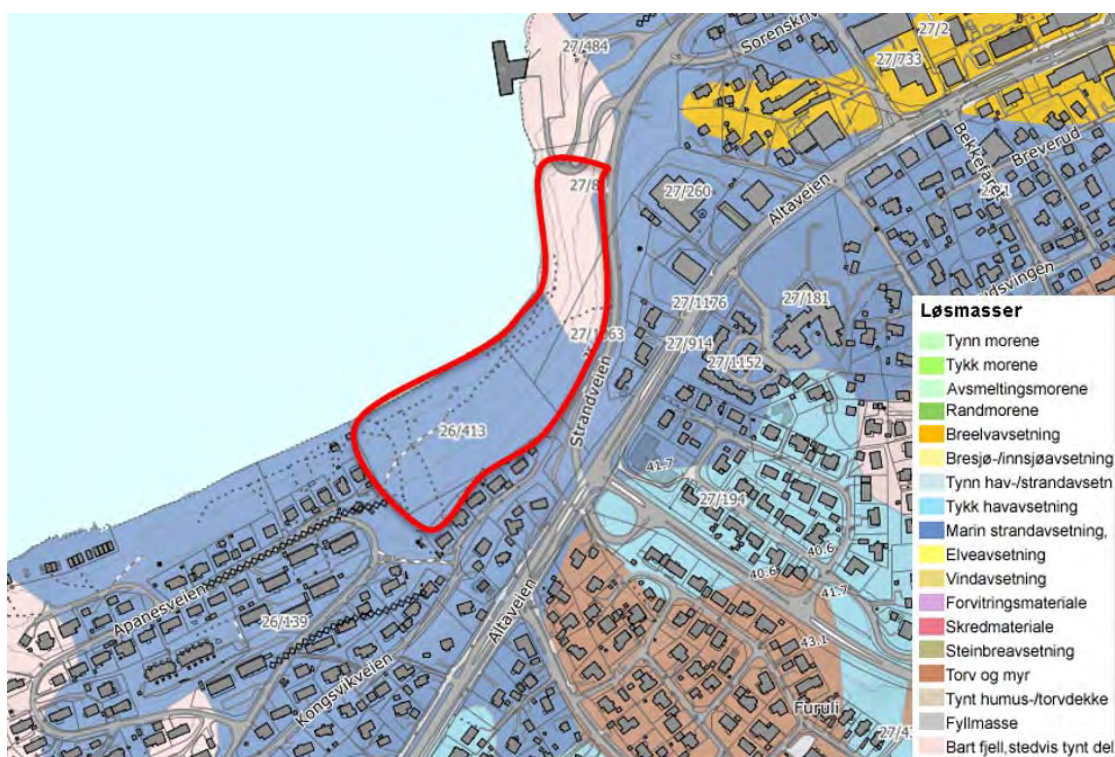 27/484
Sorenskriv
27/2
27/733
Bekkefaret
Breverud
27/8
27/260
Altaveien
27/1176
27/181
27/914
27/1152
Strandveien
26/413
41.7
27/194
40.6
40.6
41.7
43.1
Apanesveien
26/139
Altaveien
Kongsvikveien
Furuli
Løsmasser
Tynn morene
Tykk morene
Avsmeltingsmorene
Randmorene
Breelvavsetning
Bresjø-/innsjøavsetning
Tynn hav-/strandavsetn
Tykk havavsetning
Marin strandavsetning,
Elveavsetning
Vindavsetning
Forvitringsmateriale
Skredmateriale
Steinbreavsetning
Torv og myr
Tynt humus-/torvdekke
Fyllmasse
Bart fjell,stedvis tynt del